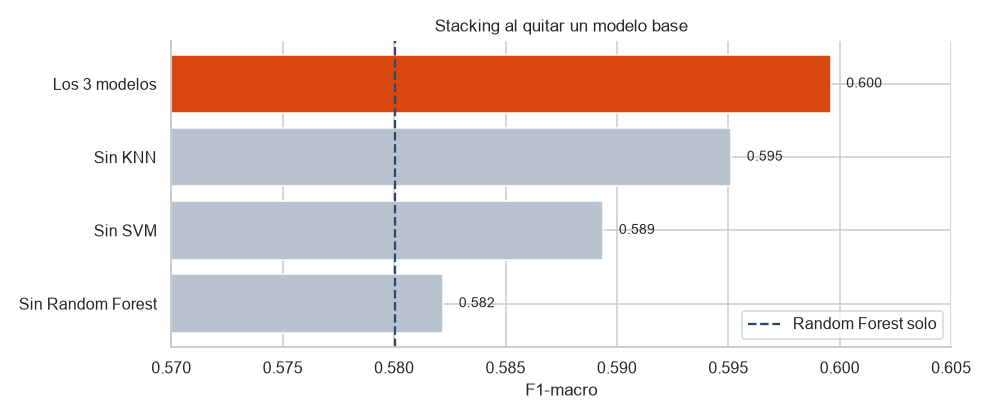 Stacking al quitar un modelo base
Los 3 modelos
0.600
Sin KNN
0.595
Sin SVM
0.589
Sin Random Forest
0.582
Random Forest solo
0.570 0.575 0.580 0.585 0.590 0.595 0.600 0.605
F1-macro